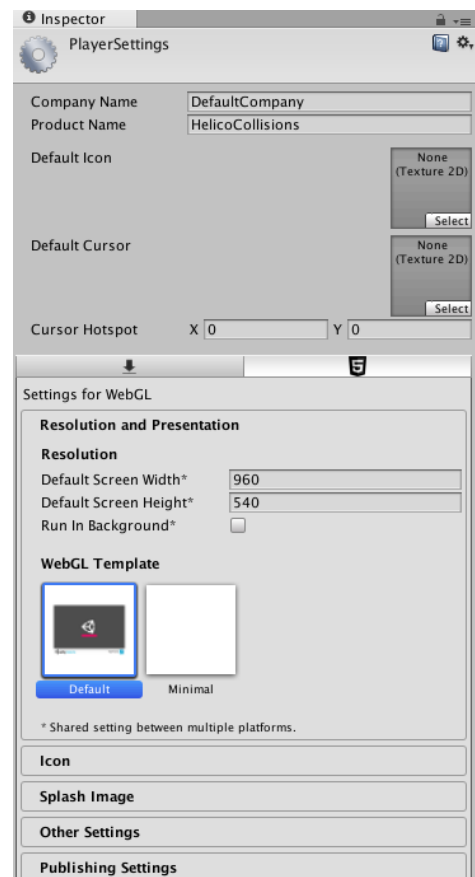 Inspector
PlayerSettings
Company Name DefaultCompany
Product Name HelicoCollisions
Default Icon
None
(Texture 2D)
Select
Default Cursor
None
(Texture 2D)
Select
Cursor Hotspot X 0 Y 0
Settings for WebGL
Resolution and Presentation
Resolution
Default Screen Width* 960
Default Screen Height* 540
Run In Background*
WebGL Template
Default Minimal
* Shared setting between multiple platforms.
Icon
Splash Image
Other Settings
Publishing Settings